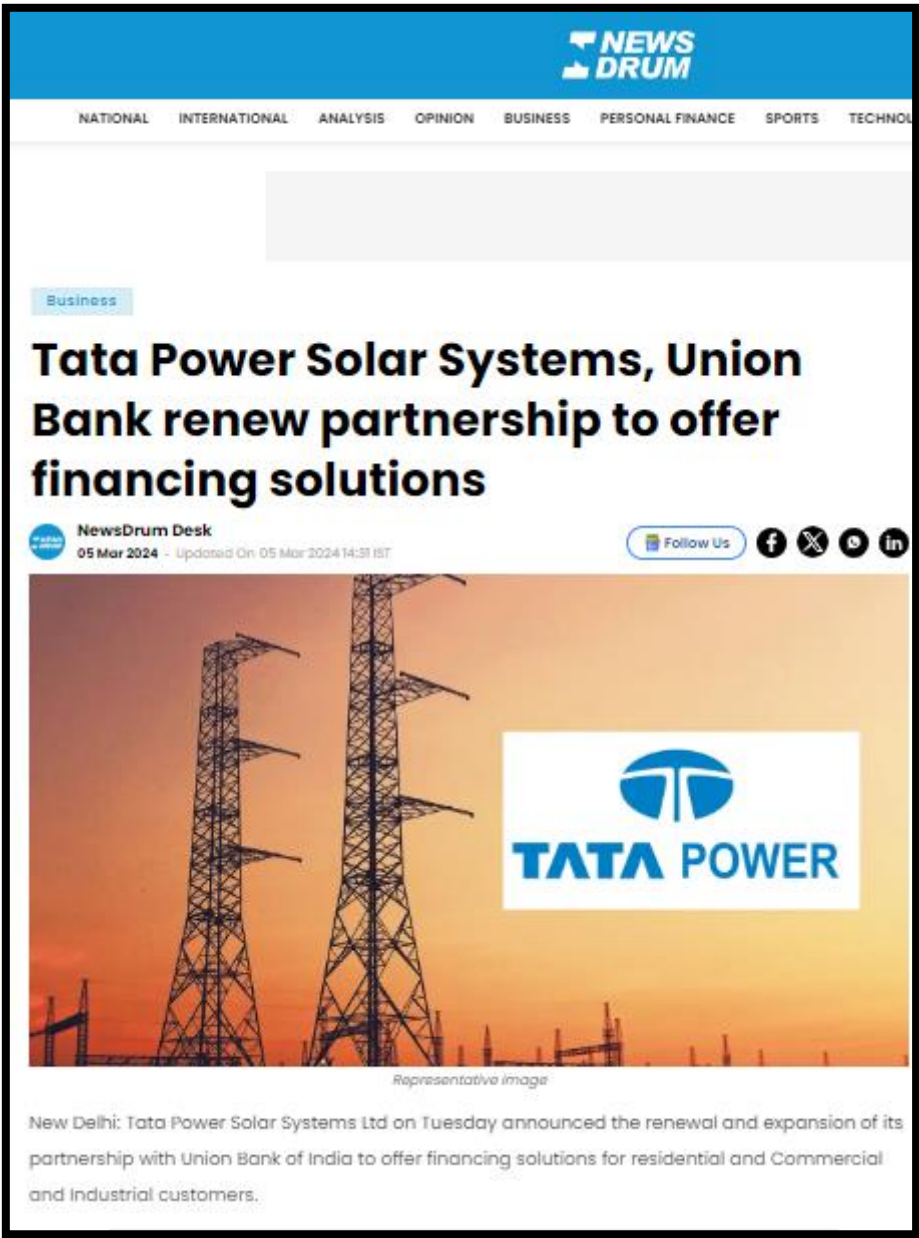 NEWS
DRUM
NATIONAL INTERNATIONAL ANALYSIS OPINION BUSINESS PERSONAL FINANCE SPORTS TECHNOL
Business
Tata Power Solar Systems, Union
Bank renew partnership to offer
financing solutions
NewsDrum Desk
05 Mar 2024 - Updated On 05 Mar 2024 14:31 IST
Follow Us
TATA POWER
Representative image
New Delhi: Tata Power Solar Systems Ltd on Tuesday announced the renewal and expansion of its
partnership with Union Bank of India to offer financing solutions for residential and Commercial
and Industrial customers.